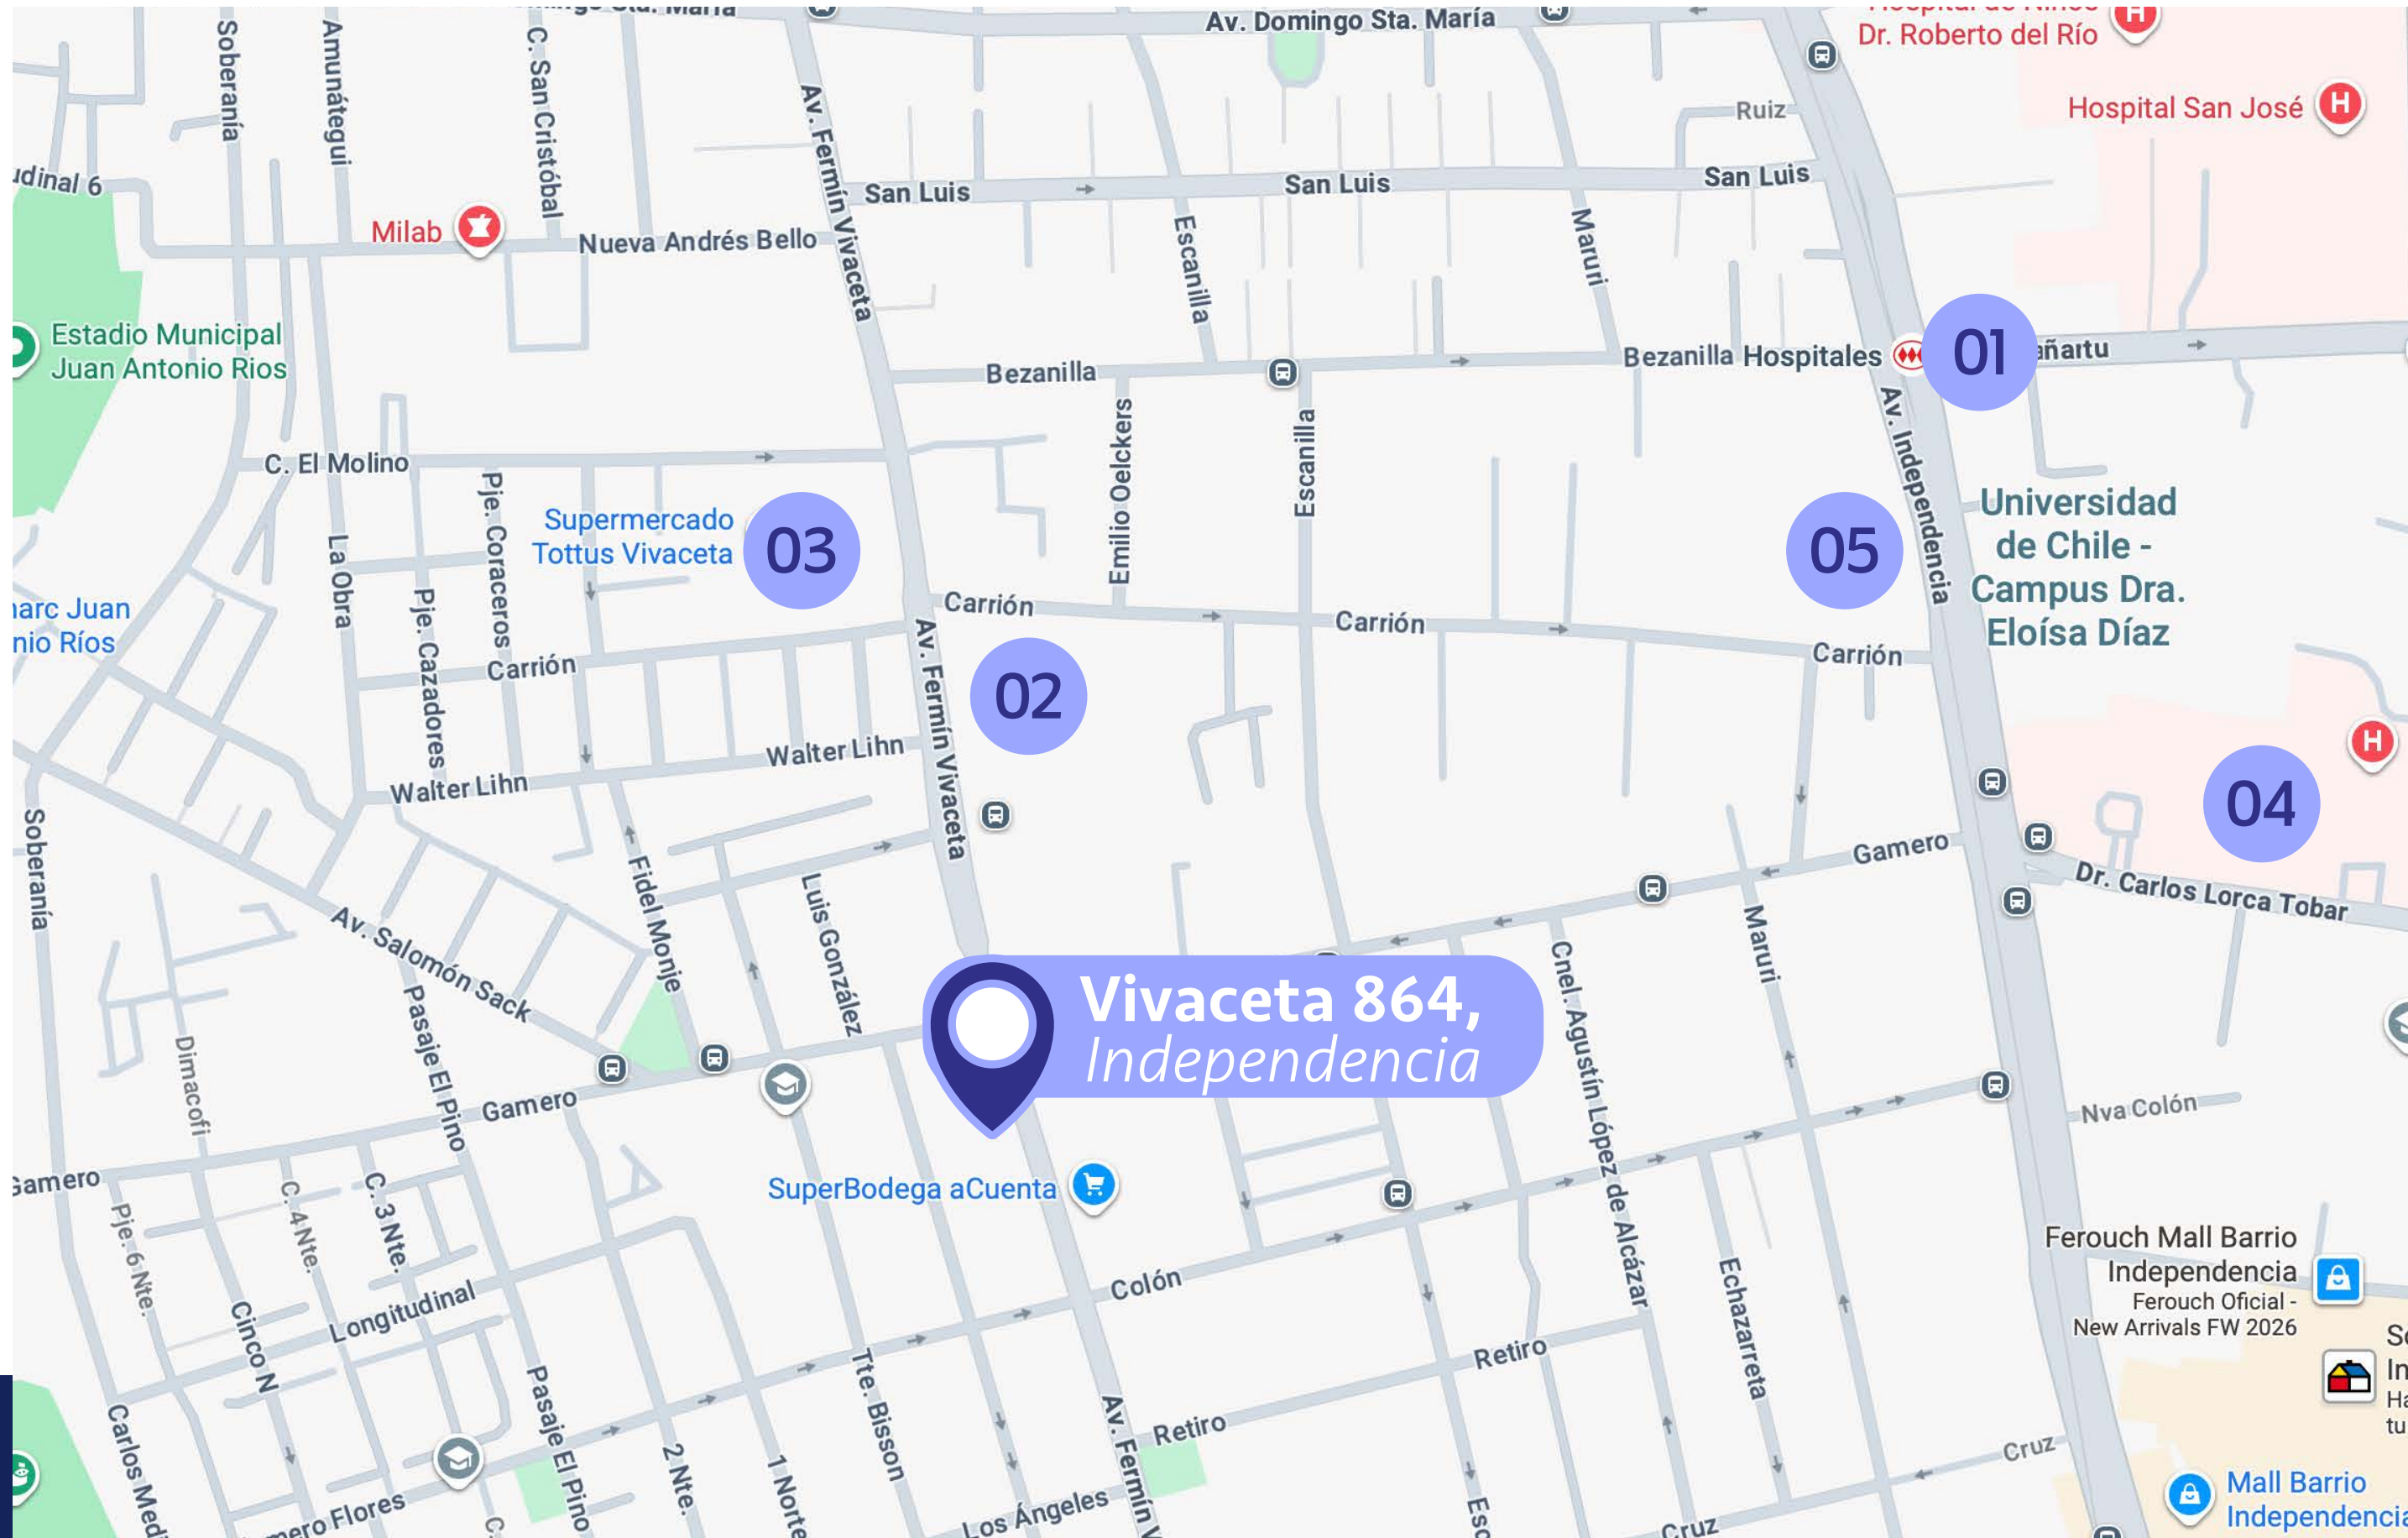 Av. Domingo Sta. María
Dr. Roberto del Río
Hospital San José
Soberanía
Amunátegui
C. San Cristóbal
Av. Fermín Vivaceta
Ruiz
San Luis
San Luis
San Luis
Milab
Nueva Andrés Bello
Escanilla
Maruri
Estadio Municipal
Juan Antonio Rios
Bezanilla
Bezanilla
Hospitales
01
Av. Independencia
C. El Molino
Pje. Coraceros
Emilio Oelckers
Escanilla
Supermercado
Tottus Vivaceta
03
05
Universidad
de Chile -
Campus Dra.
Eloísa Díaz
La Obra
Pje. Cazadores
Carrión
Carrión
Carrión
Carrión
Av. Fermín Vivaceta
02
Walter Lihn
Walter Lihn
04
Soberanía
Fidel Monje
Luis González
Gamero
Dr. Carlos Lorca Tobar
Av. Salomón Sack
Maruri
Cnel. Agustín López de Alcázar
Vivaceta 864,
Independencia
Dimacofi
Pasaje El Pino
Gamero
Nva Colón
SuperBodega aCuenta
Pje. 6 Nte.
C. 4 Nte.
C. 3 Nte.
Longitudinal
Cinco N
Colón
Echazarreta
Ferouch Mall Barrio
Independencia
Ferouch Oficial -
New Arrivals FW 2026
Retiro
Retiro
Tte. Bisson
Pasaje El Pino
2 Nte.
1 Norte
Los Ángeles
Cruz
Cruz
Mall Barrio